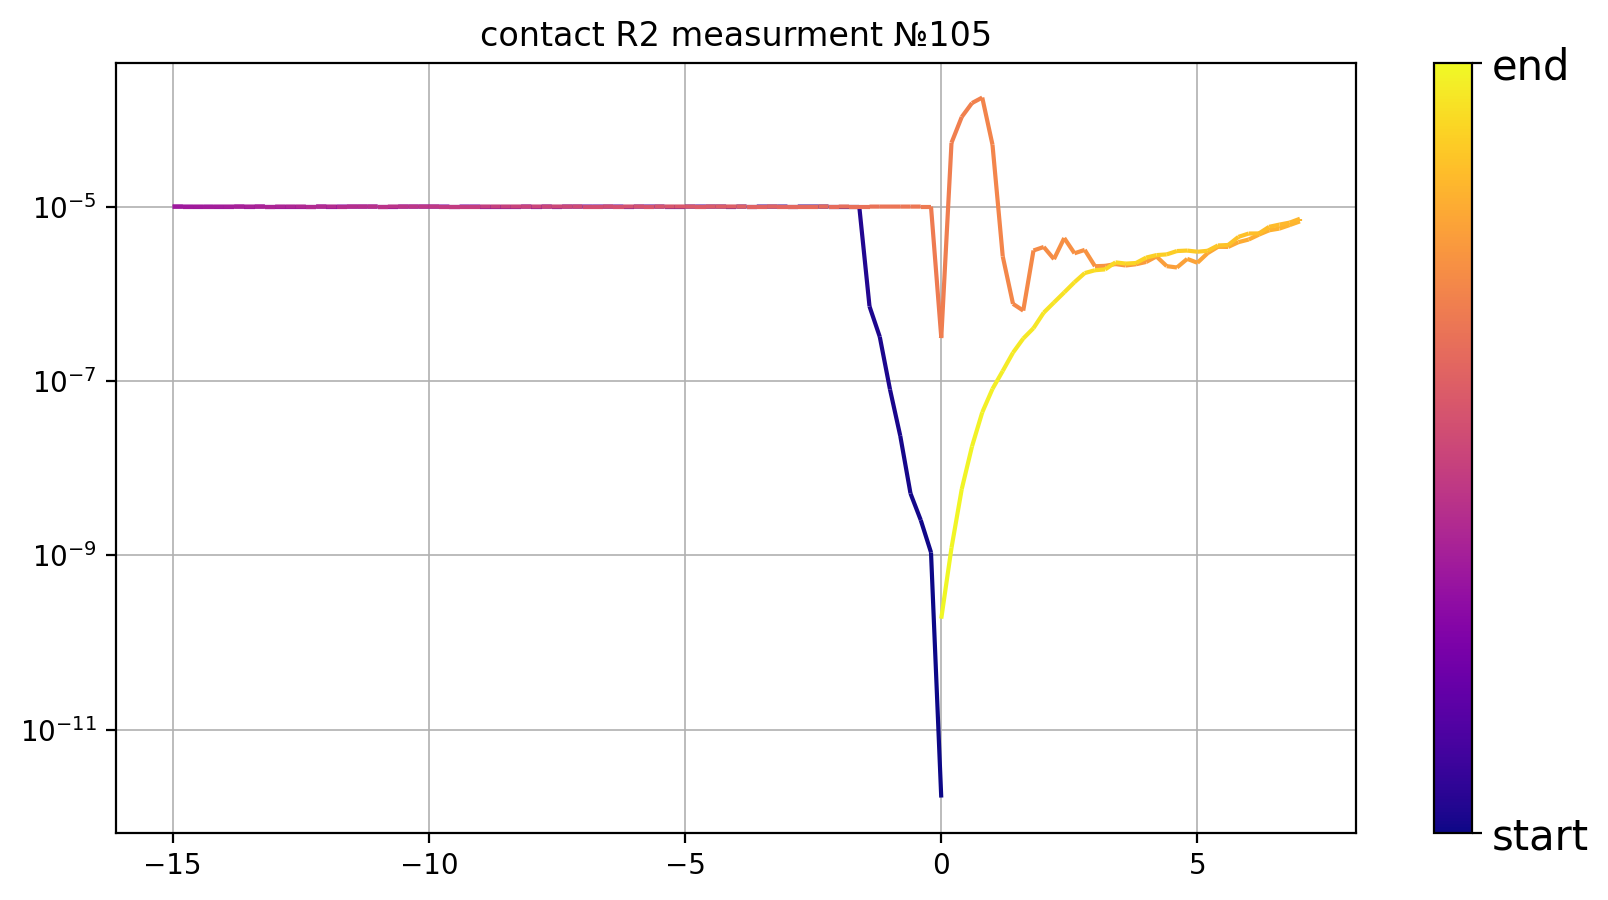 contact R2 measurment №105
end
10⁻⁵
10⁻⁷
10⁻⁹
10⁻¹¹
start
−15 −10 −5 0 5